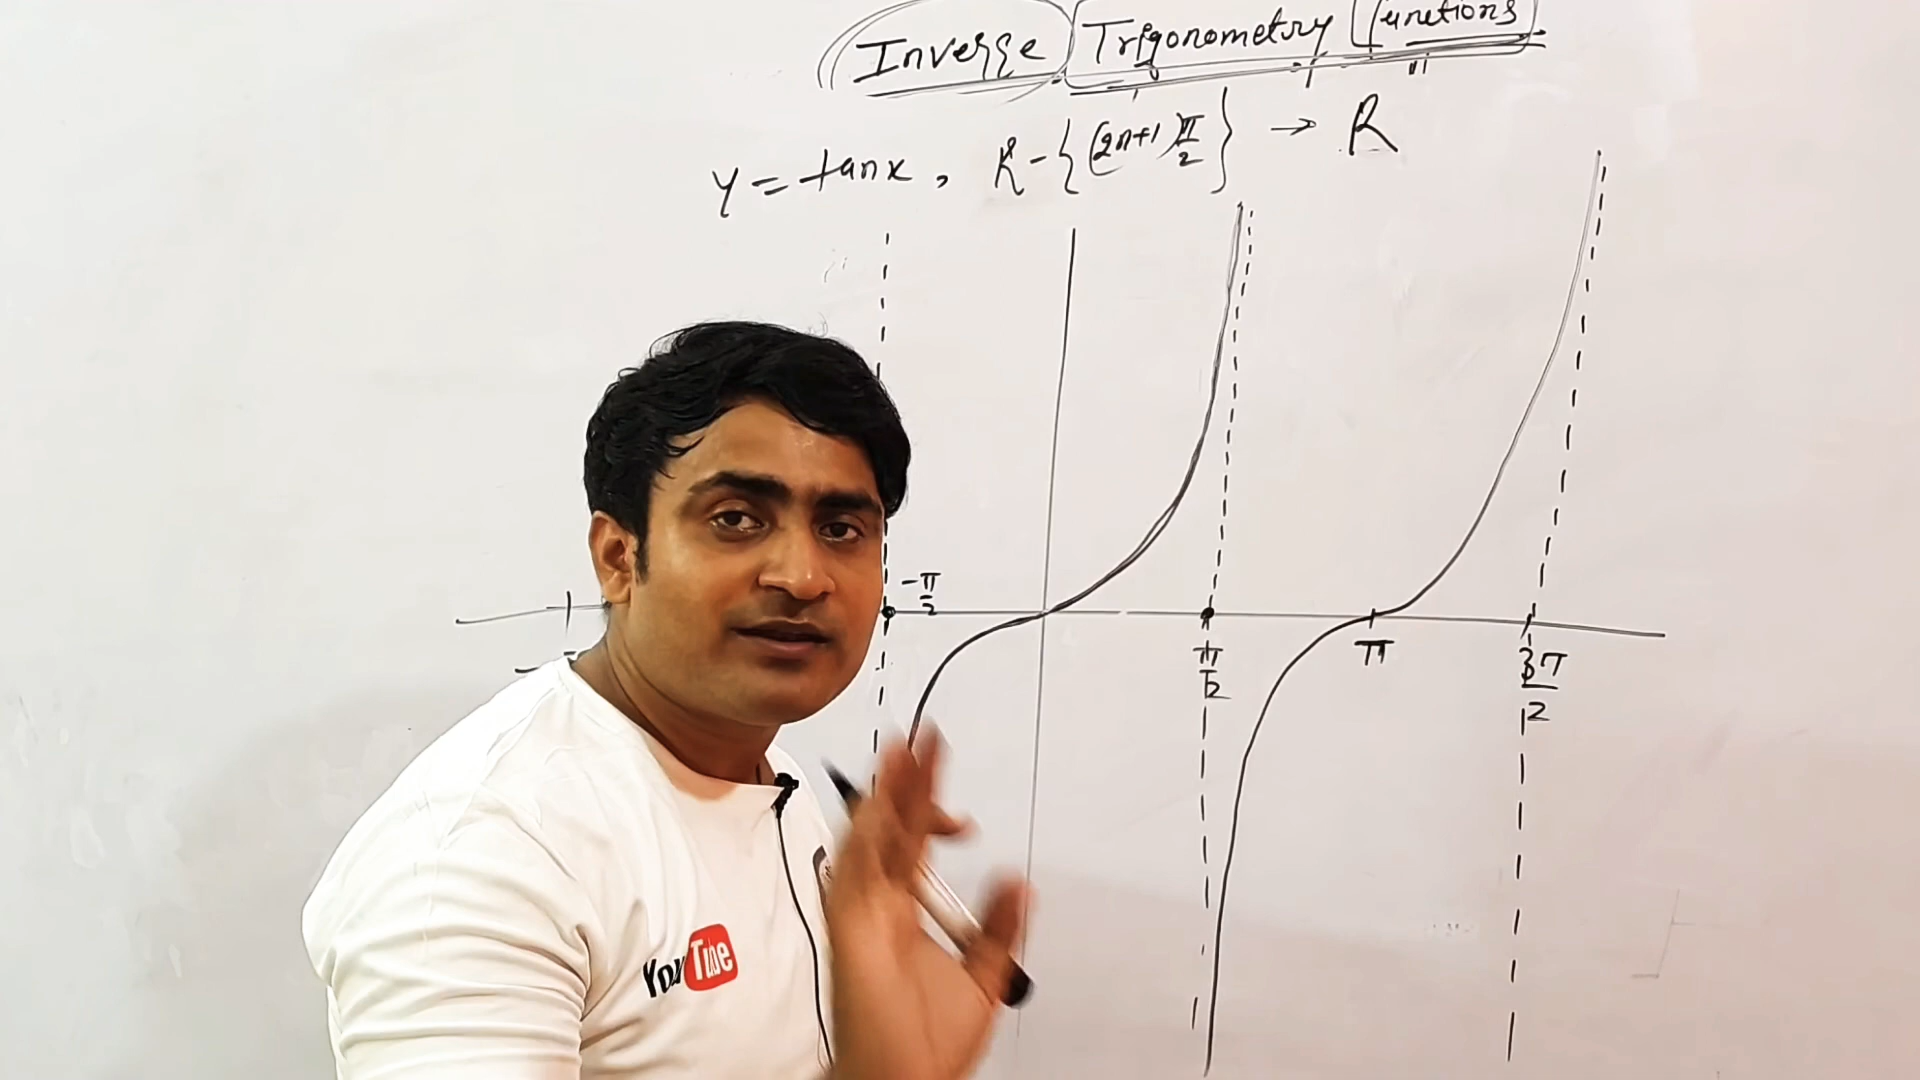 Inverse Trigonometry functions
y = tanx, R - {(2n+1)π/2} → R
-π/2
π/2
π
3π/2
YouTube